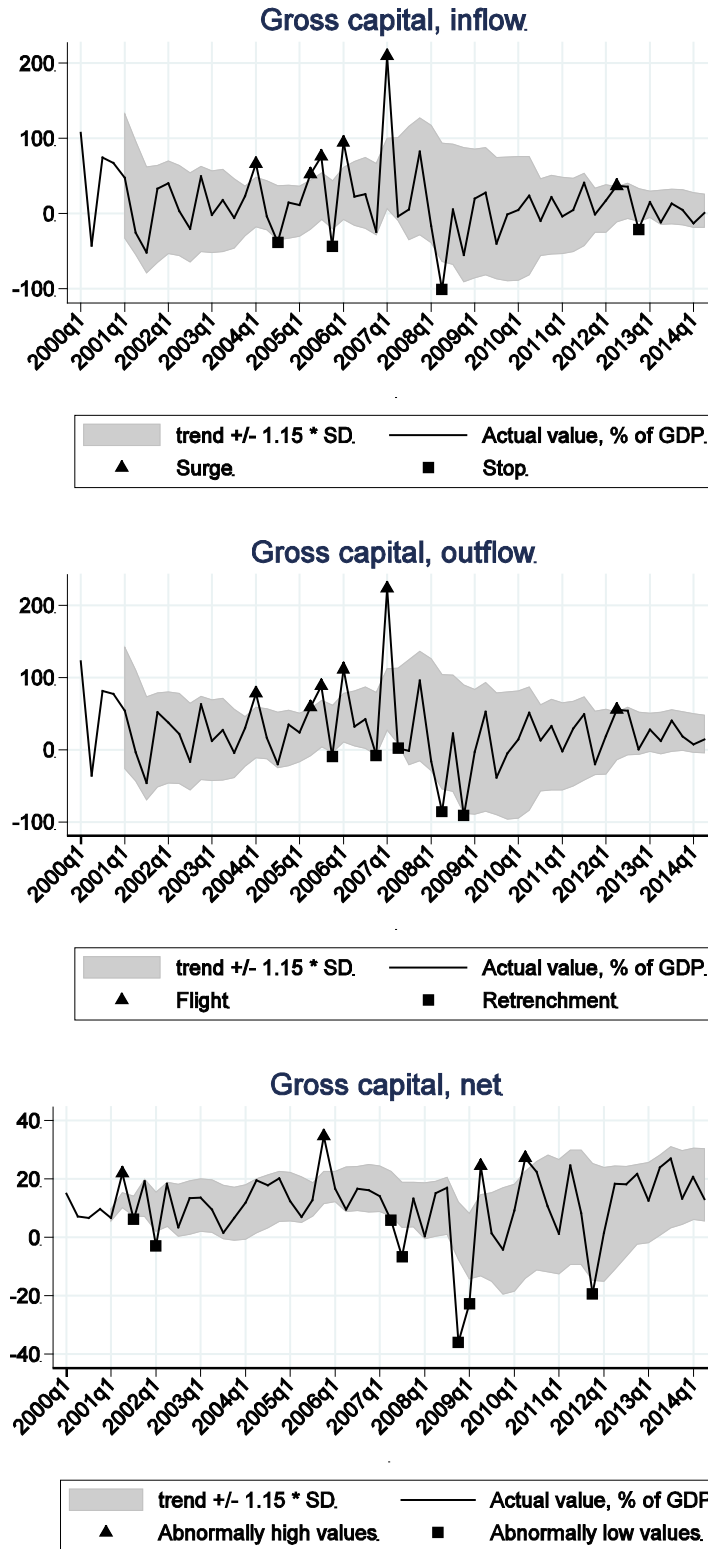 Gross capital, inflow
200
100
0
-100
2000q1 2001q1 2002q1 2003q1 2004q1 2005q1 2006q1 2007q1 2008q1 2009q1 2010q1 2011q1 2012q1 2013q1 2014q1
trend +/- 1.15 * SD Actual value, % of GDP
Surge Stop
Gross capital, outflow
200
100
0
-100
2000q1 2001q1 2002q1 2003q1 2004q1 2005q1 2006q1 2007q1 2008q1 2009q1 2010q1 2011q1 2012q1 2013q1 2014q1
trend +/- 1.15 * SD Actual value, % of GDP
Flight Retrenchment
Gross capital, net
40
20
0
-20
-40
2000q1 2001q1 2002q1 2003q1 2004q1 2005q1 2006q1 2007q1 2008q1 2009q1 2010q1 2011q1 2012q1 2013q1 2014q1
trend +/- 1.15 * SD Actual value, % of GDP
Abnormally high values Abnormally low values